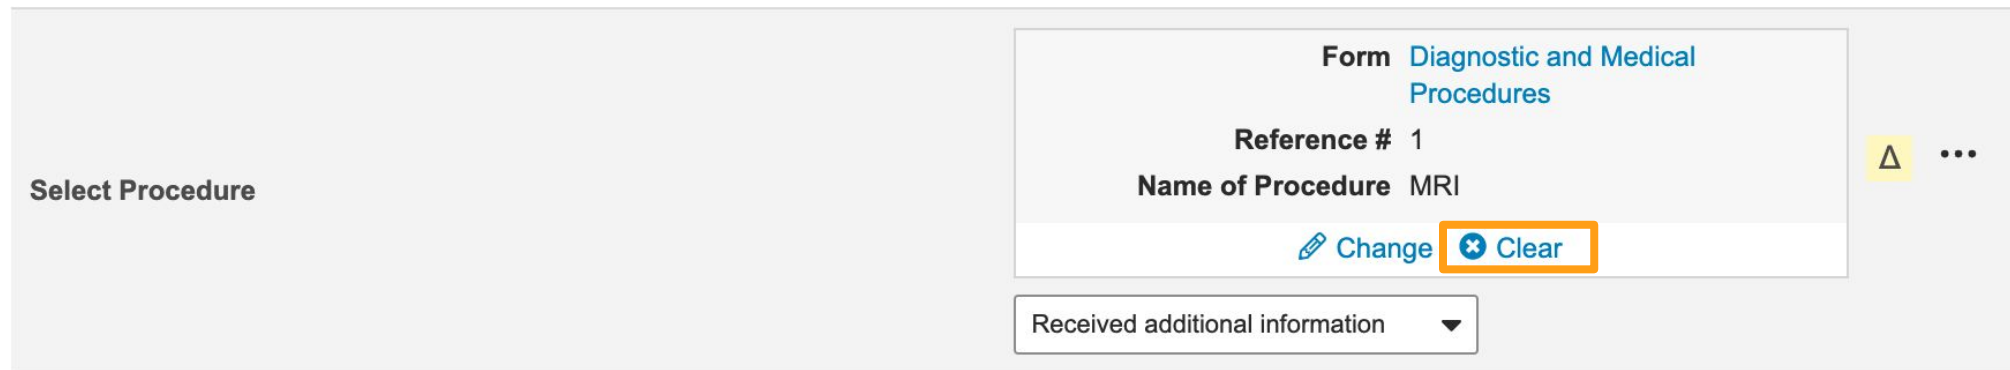 Form Diagnostic and Medical
Procedures
Reference # 1
Select Procedure
Name of Procedure MRI
Δ
Change Clear
Received additional information